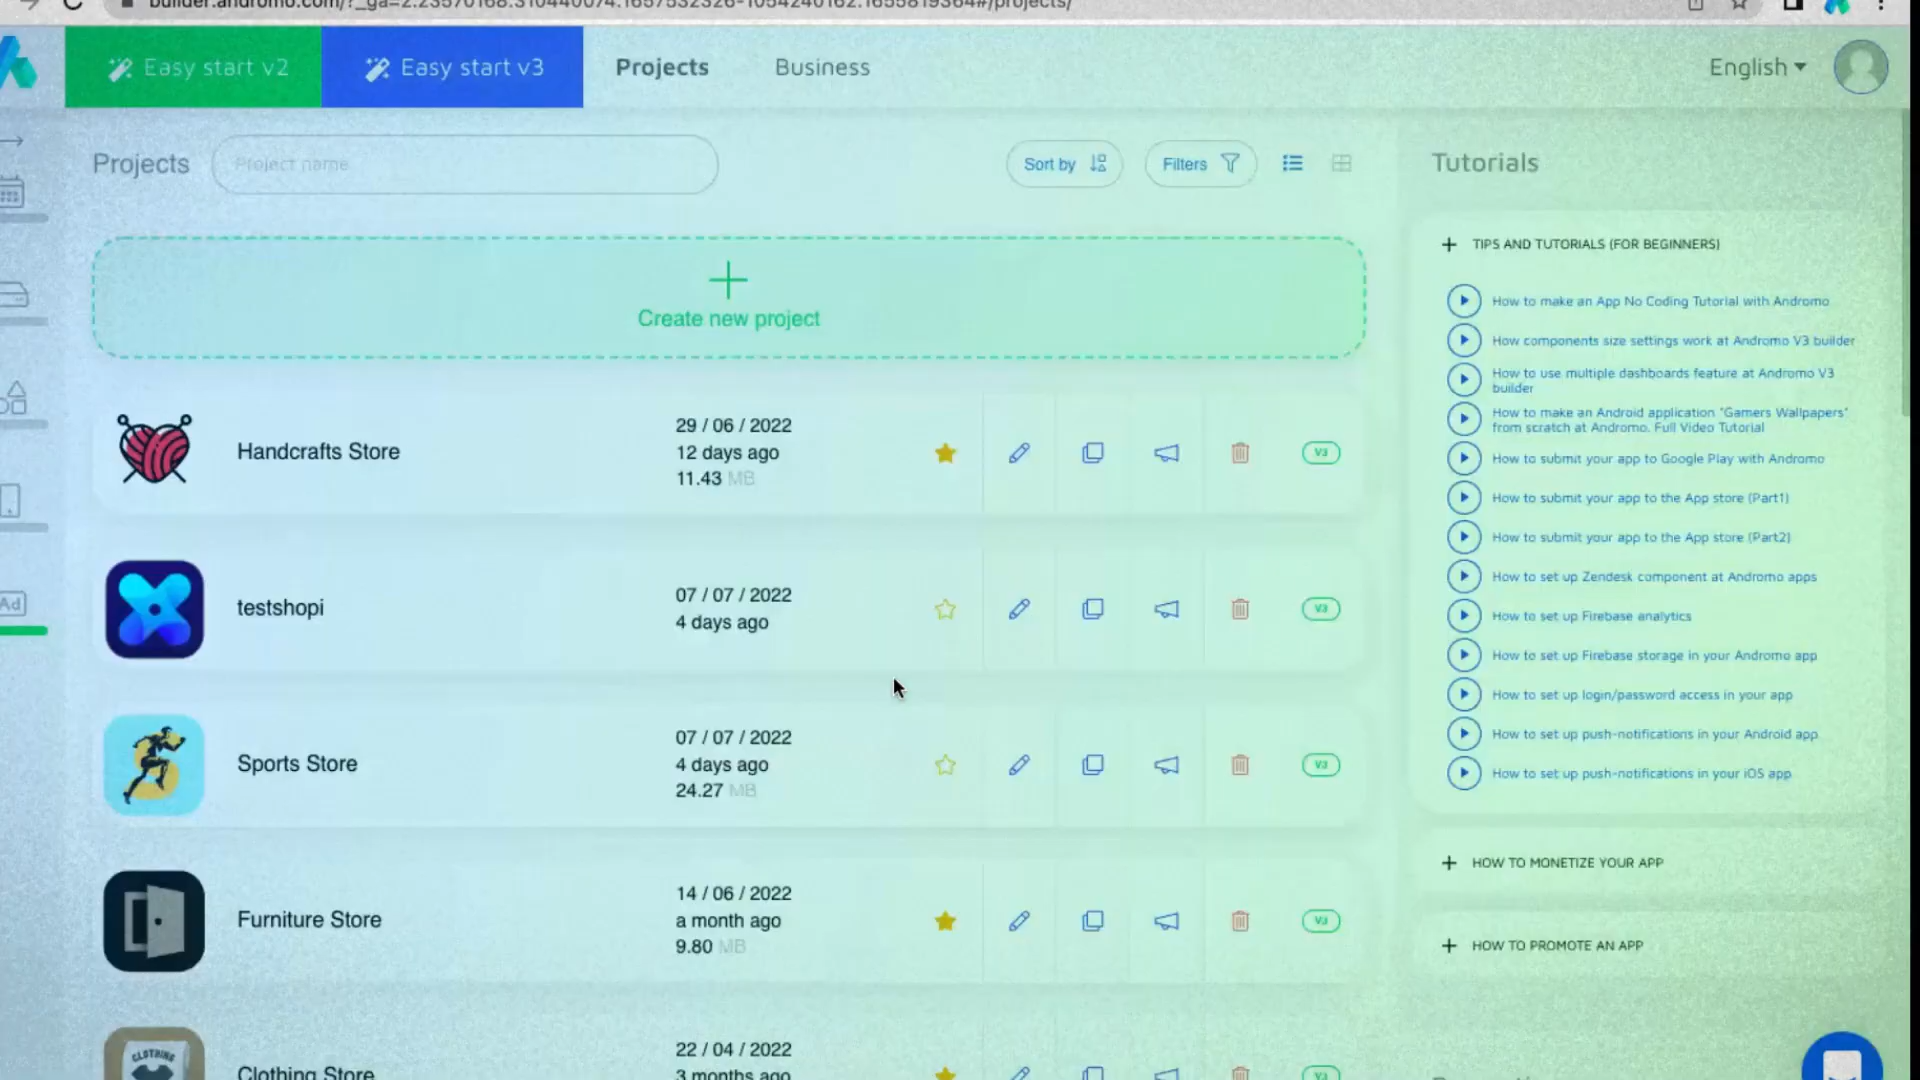 Easy start v2
Easy start v3
Projects
Business
English
Projects
Project name
Sort by
Filters
Create new project
Handcrafts Store
29 / 06 / 2022
12 days ago
11.43 MB
V3
testshopi
07 / 07 / 2022
4 days ago
V3
Sports Store
07 / 07 / 2022
4 days ago
24.27 MB
V3
Furniture Store
14 / 06 / 2022
a month ago
9.80 MB
V3
CLOTHING
Clothing Store
22 / 04 / 2022
3 months ago
V3
Ad
Tutorials
TIPS AND TUTORIALS (FOR BEGINNERS)
How to make an App No Coding Tutorial with Andromo
How components size settings work at Andromo V3 builder
How to use multiple dashboards feature at Andromo V3
builder
How to make an Android application "Gamers Wallpapers"
from scratch at Andromo. Full Video Tutorial
How to submit your app to Google Play with Andromo
How to submit your app to the App store (Part1)
How to submit your app to the App store (Part2)
How to set up Zendesk component at Andromo apps
How to set up Firebase analytics
How to set up Firebase storage in your Andromo app
How to set up login/password access in your app
How to set up push-notifications in your Android app
How to set up push-notifications in your iOS app
HOW TO MONETIZE YOUR APP
HOW TO PROMOTE AN APP